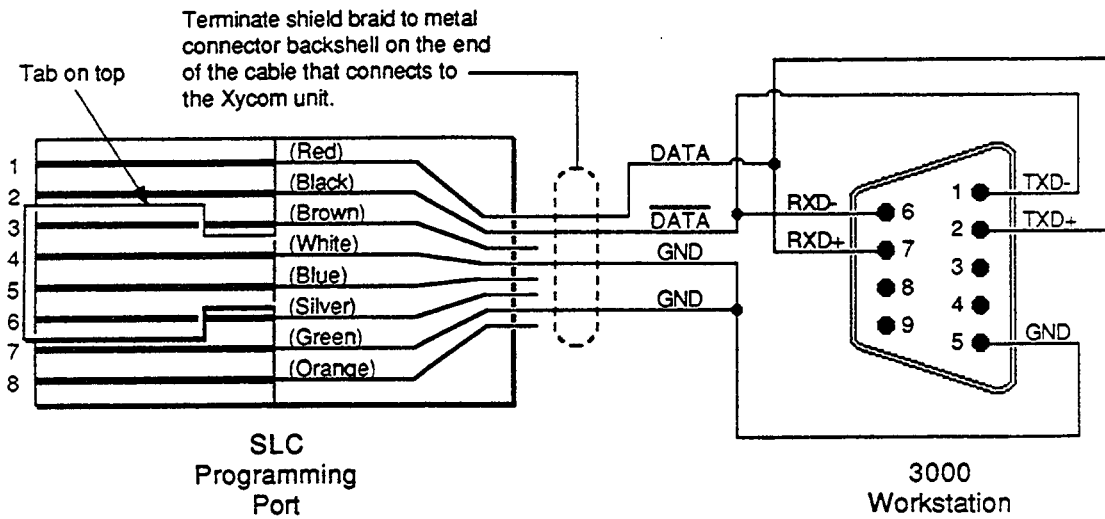 Terminate shield braid to metal
connector backshell on the end
of the cable that connects to
the Xycom unit.
Tab on top
1 (Red)
2 (Black)
3 (Brown)
4 (White)
5 (Blue)
6 (Silver)
7 (Green)
8 (Orange)
DATA
DATA
GND
GND
RXD-
RXD+
6
7
8
9
1
2
3
4
5
TXD-
TXD+
GND
SLC
Programming
Port
3000
Workstation